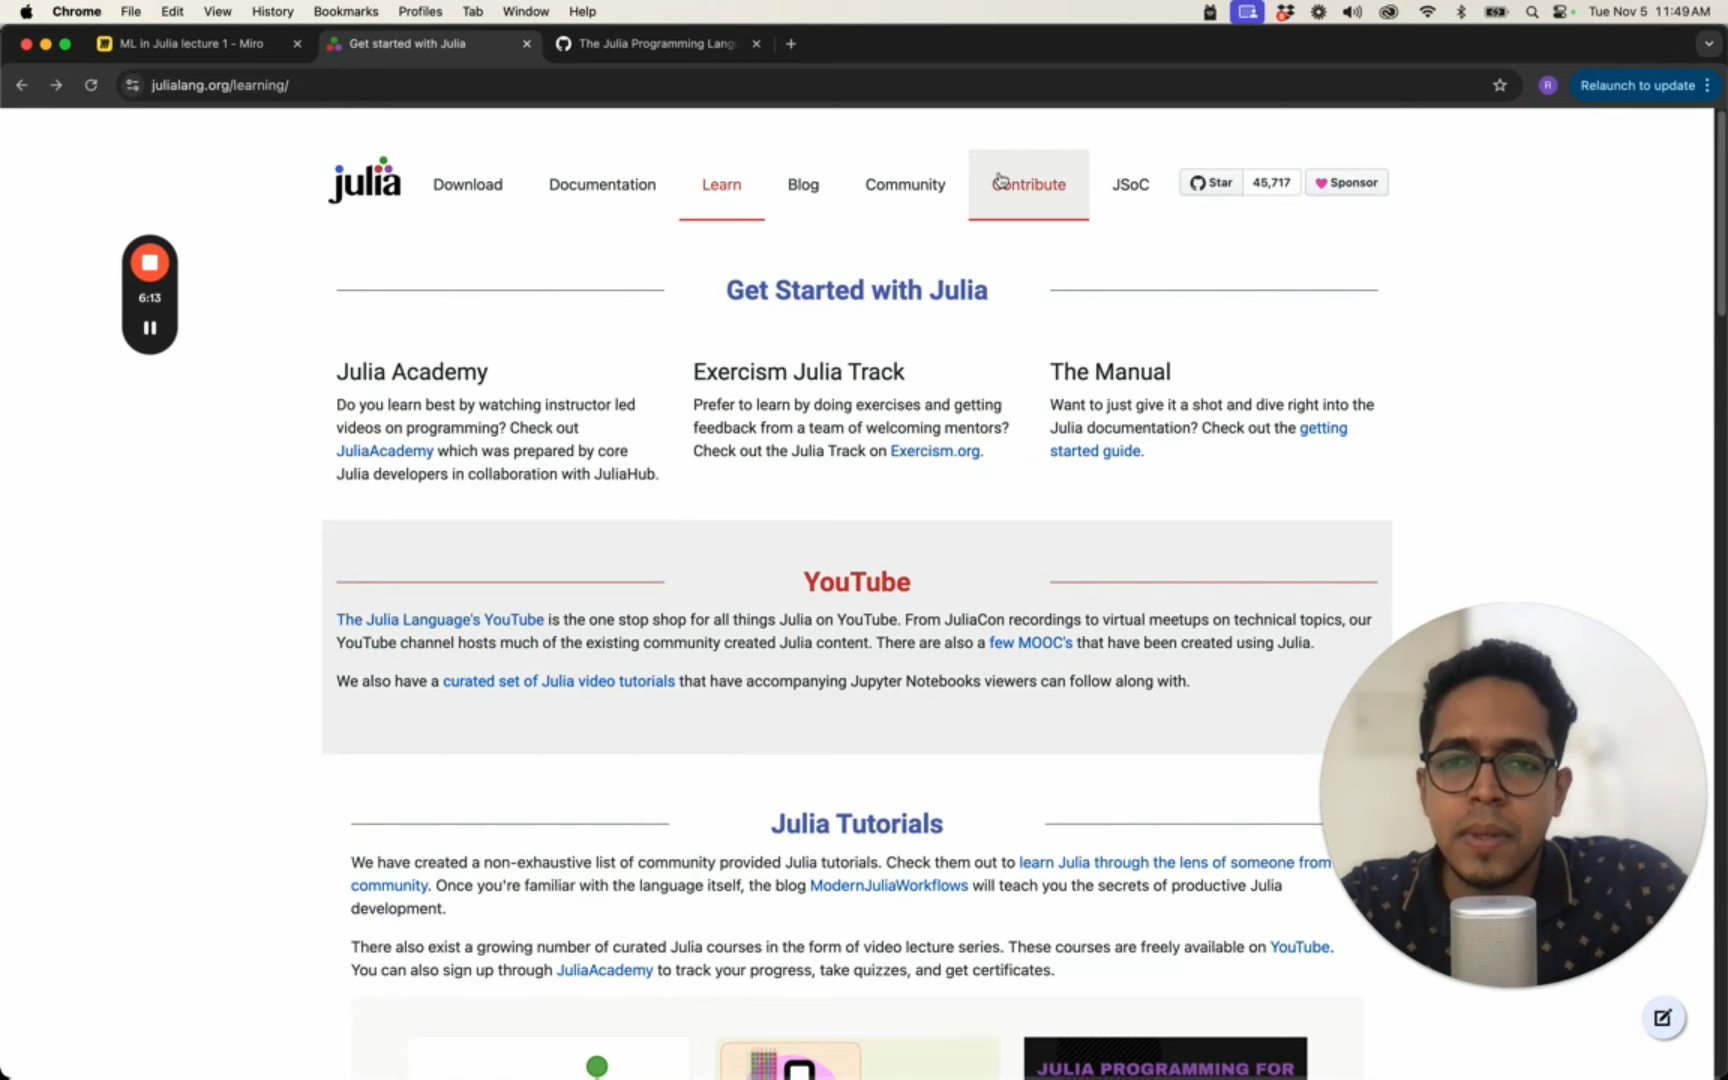 Chrome File Edit View History Bookmarks Profiles Tab Window Help Tue Nov 5 11:49 AM
ML in Julia lecture 1 - Miro Get started with Julia The Julia Programming Lang
julialang.org/learning/ R Relaunch to update
julia Download Documentation Learn Blog Community Contribute JSoC Star 45,717 Sponsor
6:13
Get Started with Julia
Julia Academy
Do you learn best by watching instructor led
videos on programming? Check out
JuliaAcademy which was prepared by core
Julia developers in collaboration with JuliaHub.
Exercism Julia Track
Prefer to learn by doing exercises and getting
feedback from a team of welcoming mentors?
Check out the Julia Track on Exercism.org.
The Manual
Want to just give it a shot and dive right into the
Julia documentation? Check out the getting
started guide.
YouTube
The Julia Language's YouTube is the one stop shop for all things Julia on YouTube. From JuliaCon recordings to virtual meetups on technical topics, our
YouTube channel hosts much of the existing community created Julia content. There are also a few MOOC's that have been created using Julia.
We also have a curated set of Julia video tutorials that have accompanying Jupyter Notebooks viewers can follow along with.
Julia Tutorials
We have created a non-exhaustive list of community provided Julia tutorials. Check them out to learn Julia through the lens of someone from
community. Once you're familiar with the language itself, the blog ModernJuliaWorkflows will teach you the secrets of productive Julia
development.
There also exist a growing number of curated Julia courses in the form of video lecture series. These courses are freely available on YouTube.
You can also sign up through JuliaAcademy to track your progress, take quizzes, and get certificates.
JULIA PROGRAMMING FOR